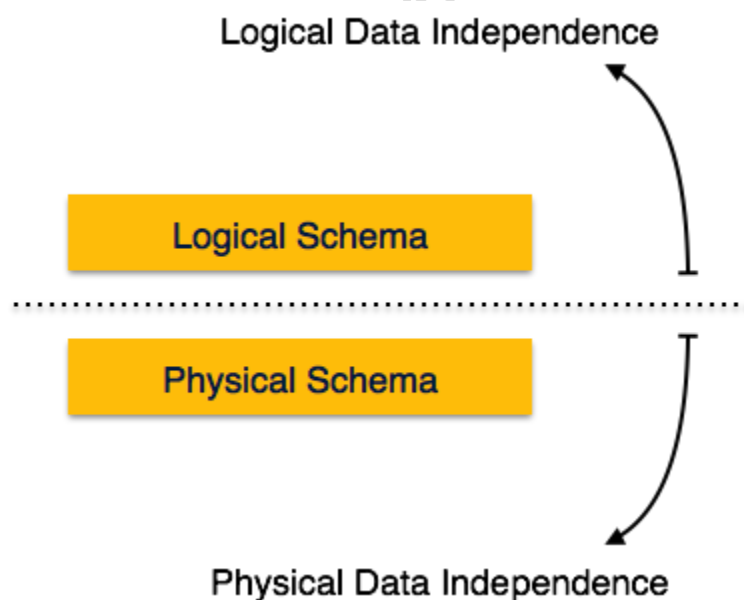 Logical Data Independence
Logical Schema
Physical Schema
Physical Data Independence